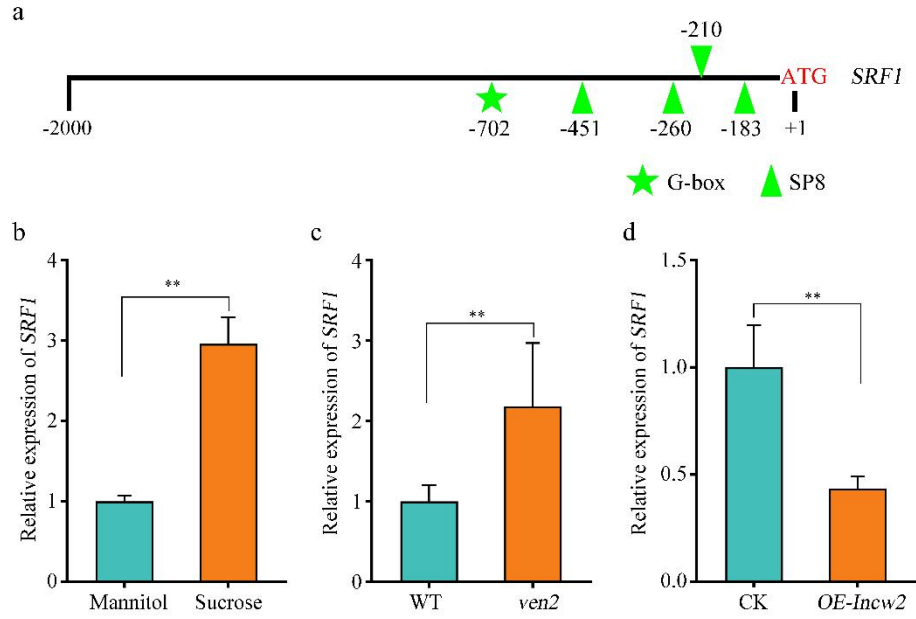 a
-210
ATG SRF1
-2000 -702 -451 -260 -183 +1
G-box SP8
b
Relative expression of SRF1
4
3
2
1
0
**
Mannitol Sucrose
c
Relative expression of SRF1
4
3
2
1
0
**
WT ven2
d
Relative expression of SRF1
1.5
1.0
0.5
0.0
**
CK OE-Incw2